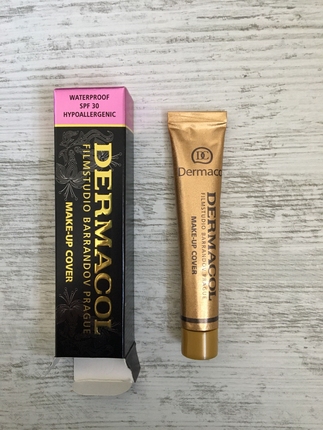 WATERPROOF
SPF 30
HYPOALLERGENIC
DERMACOL
FILMSTUDIO BARRANDOV PRAGUE
MAKE-UP COVER
DC
Dermacol
DERMACOL
FILMSTUDIO BARRANDOV PRAGUE
MAKE-UP COVER